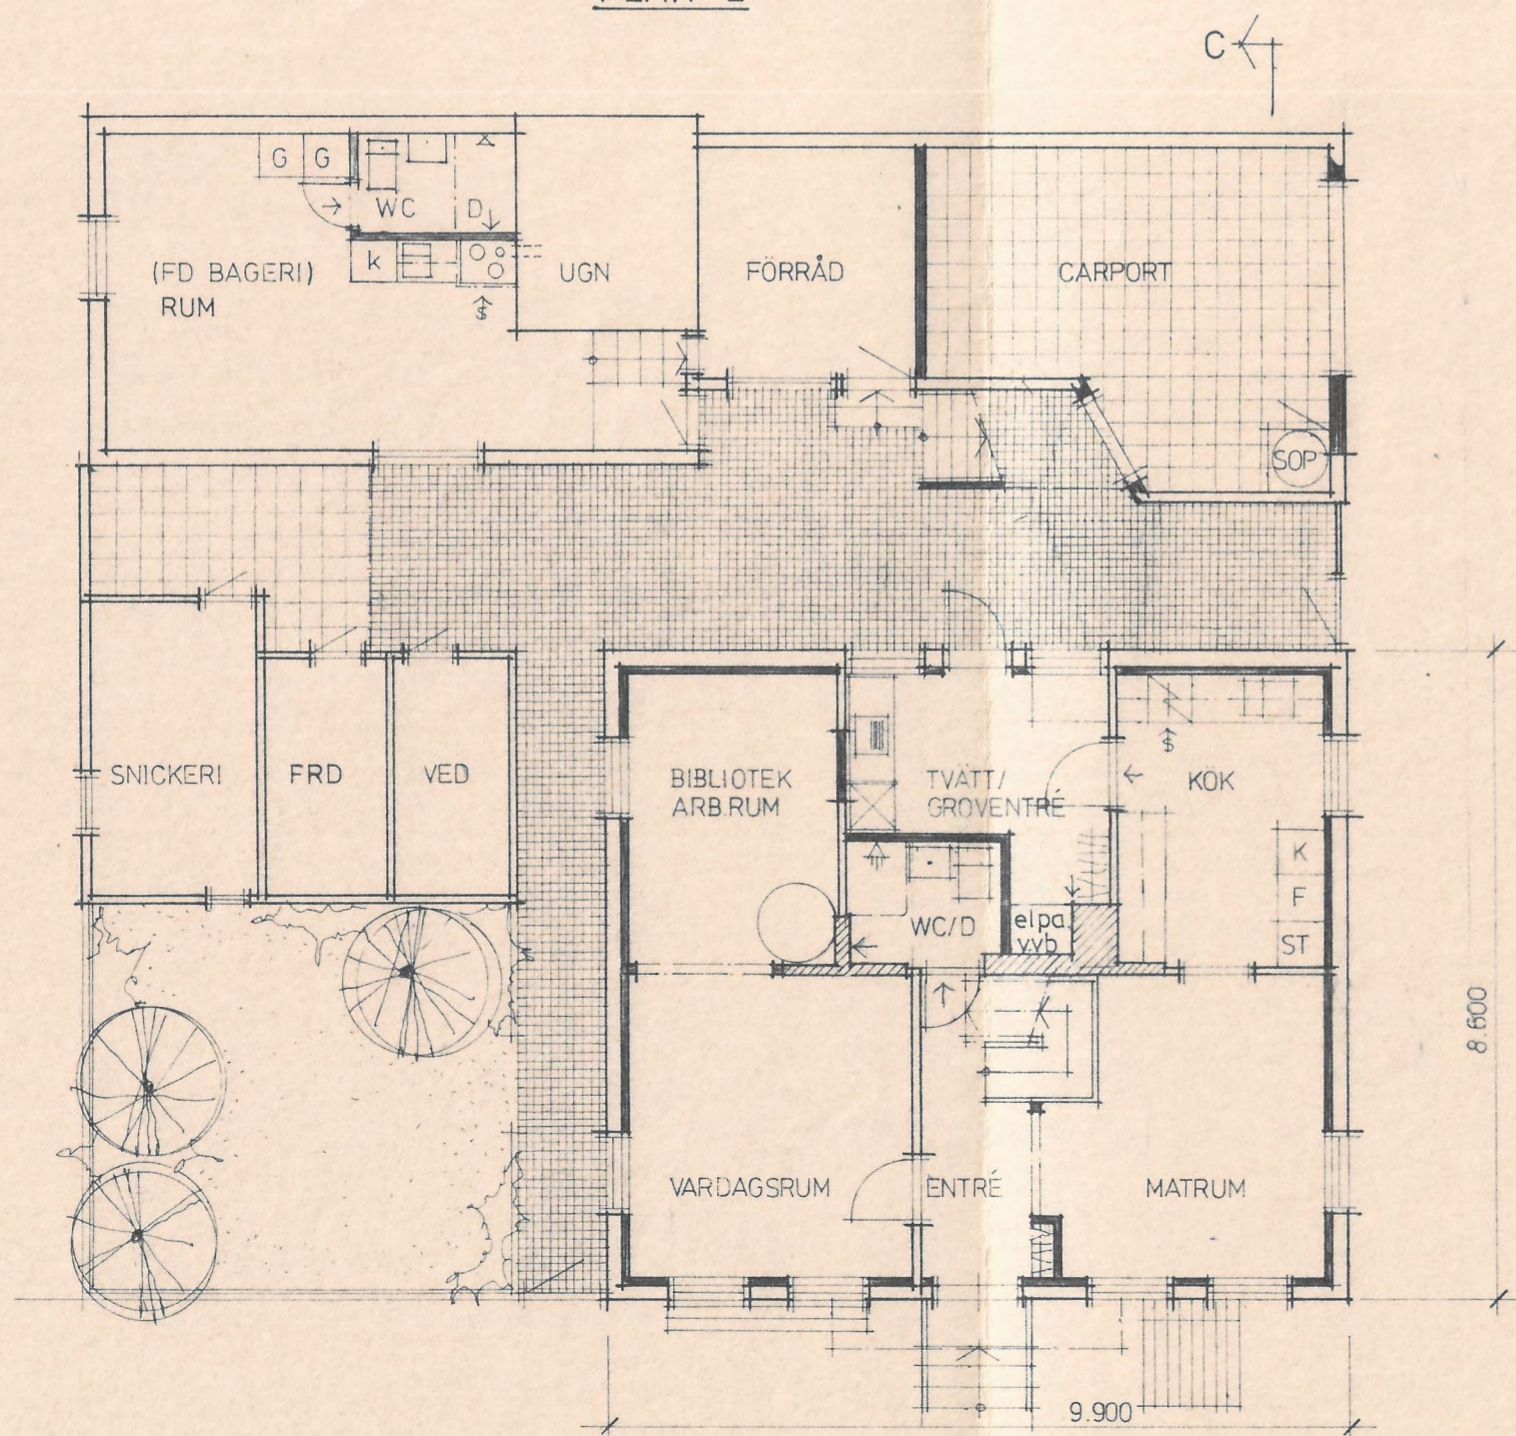 C
G G
WC D
k
(FD BAGERI)
RUM
UGN
FÖRRÅD
CARPORT
SOP
SNICKERI
FRD
VED
BIBLIOTEK
ARB.RUM
TVÄTT/
GROVENTRÉ
KÖK
K
F
ST
WC/D
elpa.
vvb
8.600
VARDAGSRUM
ENTRÉ
MATRUM
9.900